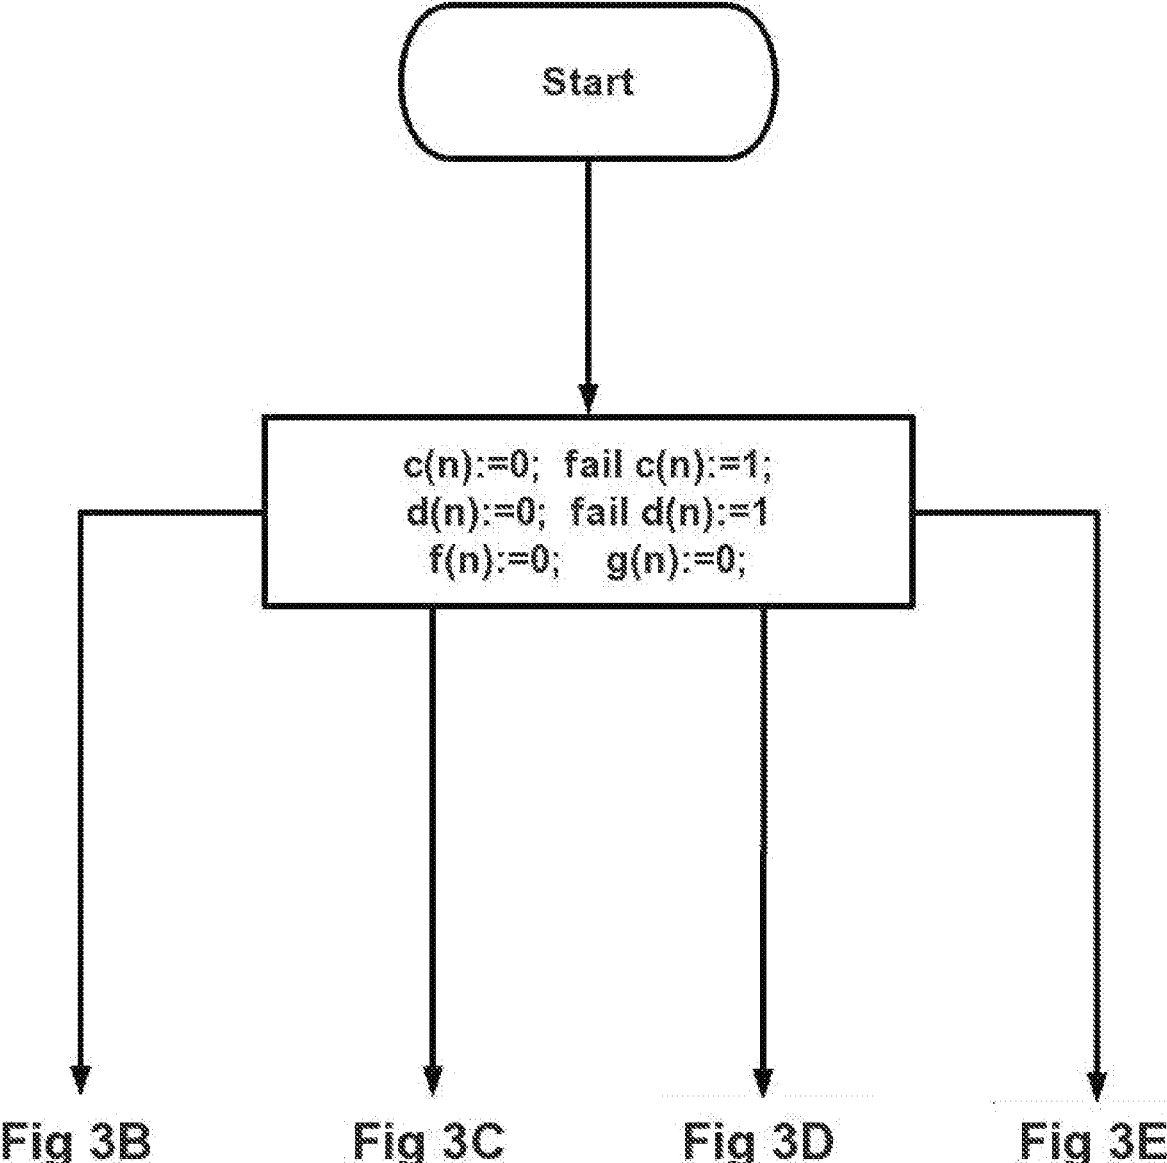 Start
c(n):=0; fail c(n):=1;
d(n):=0; fail d(n):=1
f(n):=0; g(n):=0;
Fig 3B Fig 3C Fig 3D Fig 3E